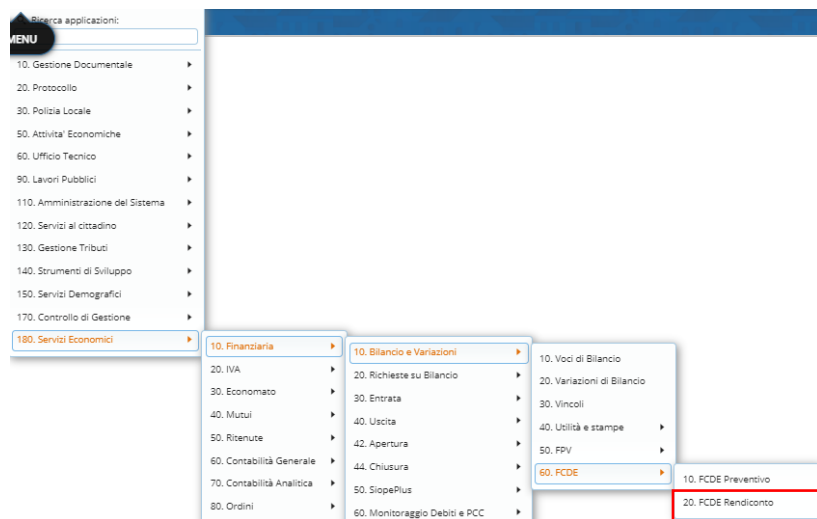 Ricerca applicazioni:
MENU
10. Gestione Documentale
20. Protocollo
30. Polizia Locale
50. Attivita' Economiche
60. Ufficio Tecnico
90. Lavori Pubblici
110. Amministrazione del Sistema
120. Servizi al cittadino
130. Gestione Tributi
140. Strumenti di Sviluppo
150. Servizi Demografici
170. Controllo di Gestione
180. Servizi Economici
10. Finanziaria
20. IVA
30. Economato
40. Mutui
50. Ritenute
60. Contabilità Generale
70. Contabilità Analitica
80. Ordini
10. Bilancio e Variazioni
20. Richieste su Bilancio
30. Entrata
40. Uscita
42. Apertura
44. Chiusura
50. SiopePlus
60. Monitoraggio Debiti e PCC
10. Voci di Bilancio
20. Variazioni di Bilancio
30. Vincoli
40. Utilità e stampe
50. FPV
60. FCDE
10. FCDE Preventivo
20. FCDE Rendiconto